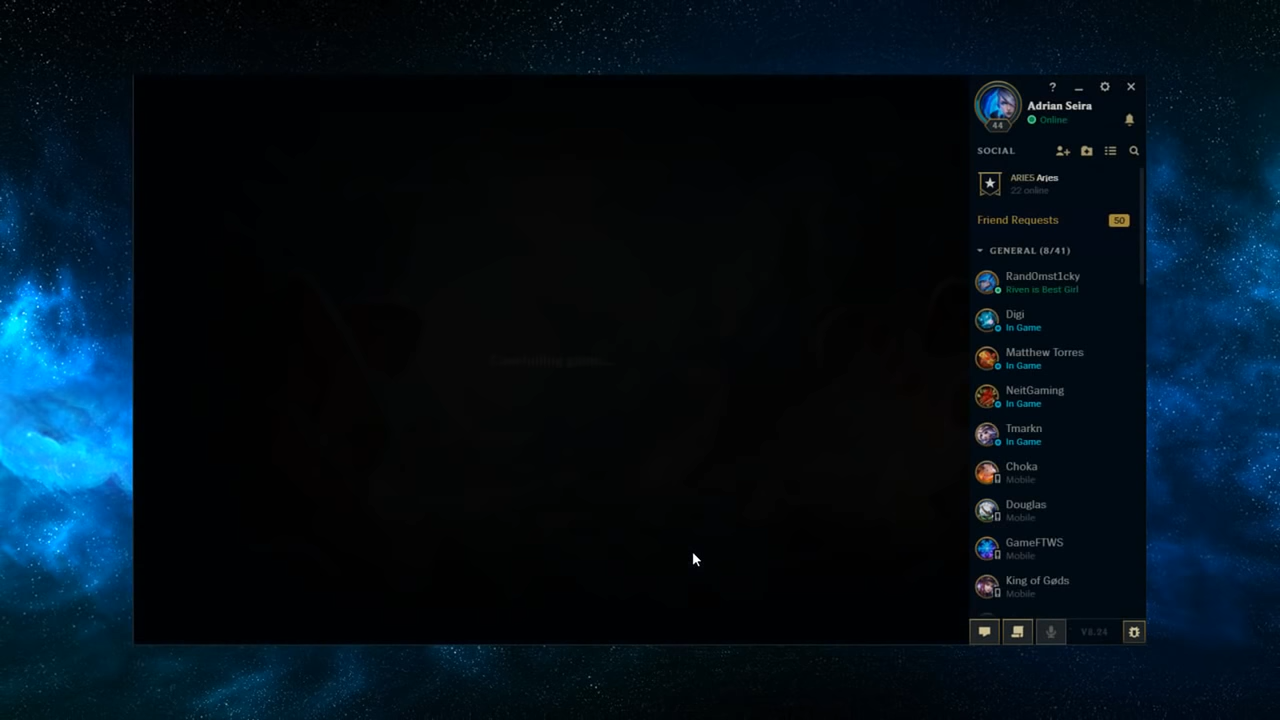 ?
Adrian Seira
44
Online
SOCIAL
ARIES Aries
22 online
Friend Requests
50
GENERAL (8/41)
Rand0mst1cky
Riven is Best Girl
Digi
In Game
Matthew Torres
In Game
NeitGaming
In Game
Tmarkn
In Game
Choka
Mobile
Douglas
Mobile
GameFTWS
Mobile
King of Gøds
Mobile
V8.24